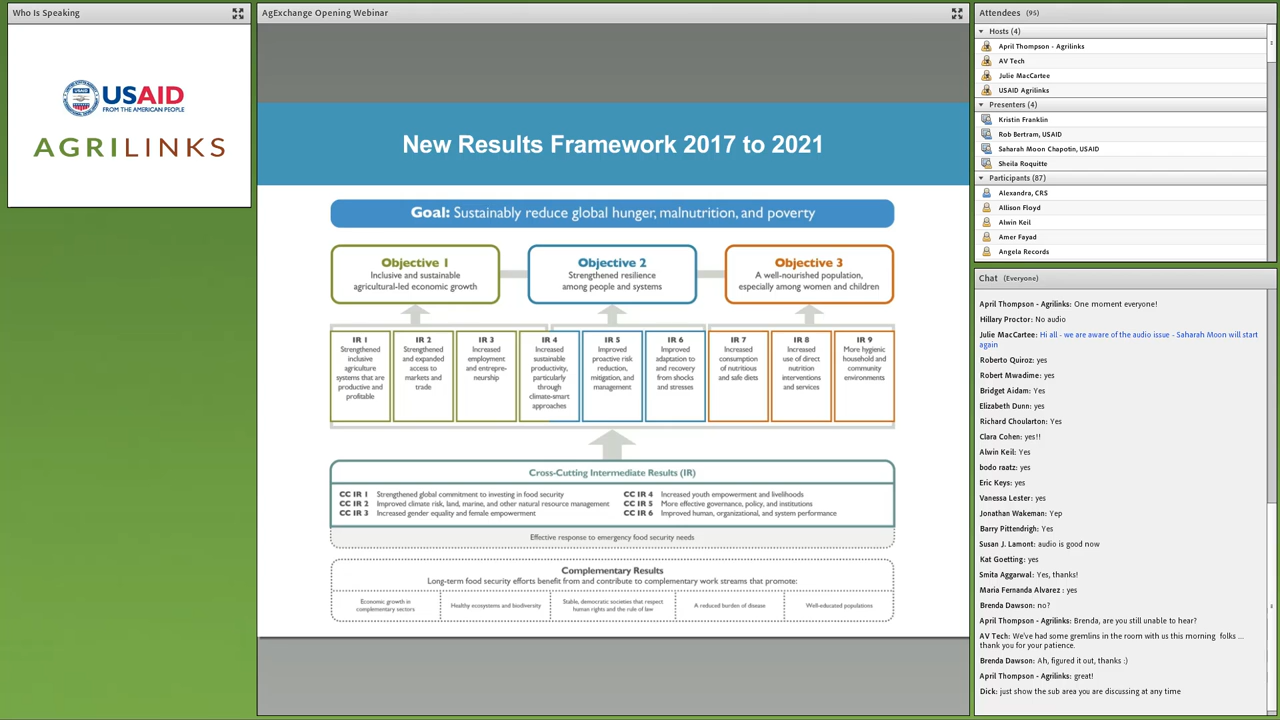 Who Is Speaking
USAID
FROM THE AMERICAN PEOPLE
AGRILINKS
AgExchange Opening Webinar
New Results Framework 2017 to 2021
Goal: Sustainably reduce global hunger, malnutrition, and poverty
Objective 1
Inclusive and sustainable
agricultural-led economic growth
Objective 2
Strengthened resilience
among people and systems
Objective 3
A well-nourished population,
especially among women and children
IR 1
Strengthened
inclusive
agriculture
systems that are
productive and
profitable
IR 2
Strengthened
and expanded
access to
markets and
trade
IR 3
Increased
employment
and entrepre-
neurship
IR 4
Increased
sustainable
productivity,
particularly
through
climate-smart
approaches
IR 5
Improved
proactive risk
reduction,
mitigation, and
management
IR 6
Improved
adaptation to
and recovery
from shocks
and stresses
IR 7
Increased
consumption
of nutritious
and safe diets
IR 8
Increased
use of direct
nutrition
interventions
and services
IR 9
More hygienic
household and
community
environments
Cross-Cutting Intermediate Results (IR)
CC IR 1 Strengthened global commitment to investing in food security
CC IR 2 Improved climate risk, land, marine, and other natural resource management
CC IR 3 Increased gender equality and female empowerment
CC IR 4 Increased youth empowerment and livelihoods
CC IR 5 More effective governance, policy, and institutions
CC IR 6 Improved human, organizational, and system performance
Effective response to emergency food security needs
Complementary Results
Long-term food security efforts benefit from and contribute to complementary work streams that promote:
Economic growth in
complementary sectors
Healthy ecosystems and biodiversity
Stable, democratic societies that respect
human rights and the rule of law
A reduced burden of disease
Well-educated populations
Attendees (95)
Hosts (4)
April Thompson - Agrilinks
AV Tech
Julie MacCartee
USAID Agrilinks
Presenters (4)
Kristin Franklin
Rob Bertram, USAID
Saharah Moon Chapotin, USAID
Sheila Roquitte
Participants (87)
Alexandra, CRS
Allison Floyd
Alwin Keil
Amer Fayad
Angela Records
Chat (Everyone)
April Thompson - Agrilinks: One moment everyone!
Hillary Proctor: No audio
Julie MacCartee: Hi all - we are aware of the audio issue - Saharah Moon will start
again
Roberto Quiroz: yes
Robert Mwadime: yes
Bridget Aidam: Yes
Elizabeth Dunn: yes
Richard Choularton: Yes
Clara Cohen: yes!!
Alwin Keil: Yes
bodo raatz: yes
Eric Keys: yes
Vanessa Lester: yes
Jonathan Wakeman: Yep
Barry Pittendrigh: Yes
Susan J. Lamont: audio is good now
Kat Goetting: yes
Smita Aggarwal: Yes, thanks!
Maria Fernanda Alvarez : yes
Brenda Dawson: no?
April Thompson - Agrilinks: Brenda, are you still unable to hear?
AV Tech: We've had some gremlins in the room with us this morning folks ...
thank you for your patience.
Brenda Dawson: Ah, figured it out, thanks :)
April Thompson - Agrilinks: great!
Dick: just show the sub area you are discussing at any time